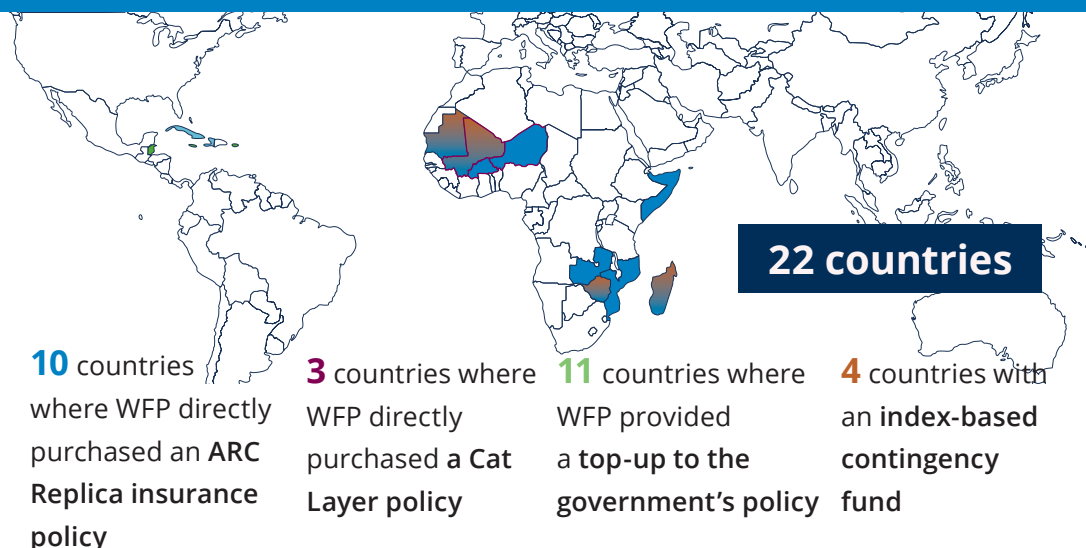 22 countries
10 countries
where WFP directly
purchased an ARC
Replica insurance
policy
3 countries where
WFP directly
purchased a Cat
Layer policy
11 countries where
WFP provided
a top-up to the
government’s policy
4 countries with
an index-based
contingency
fund